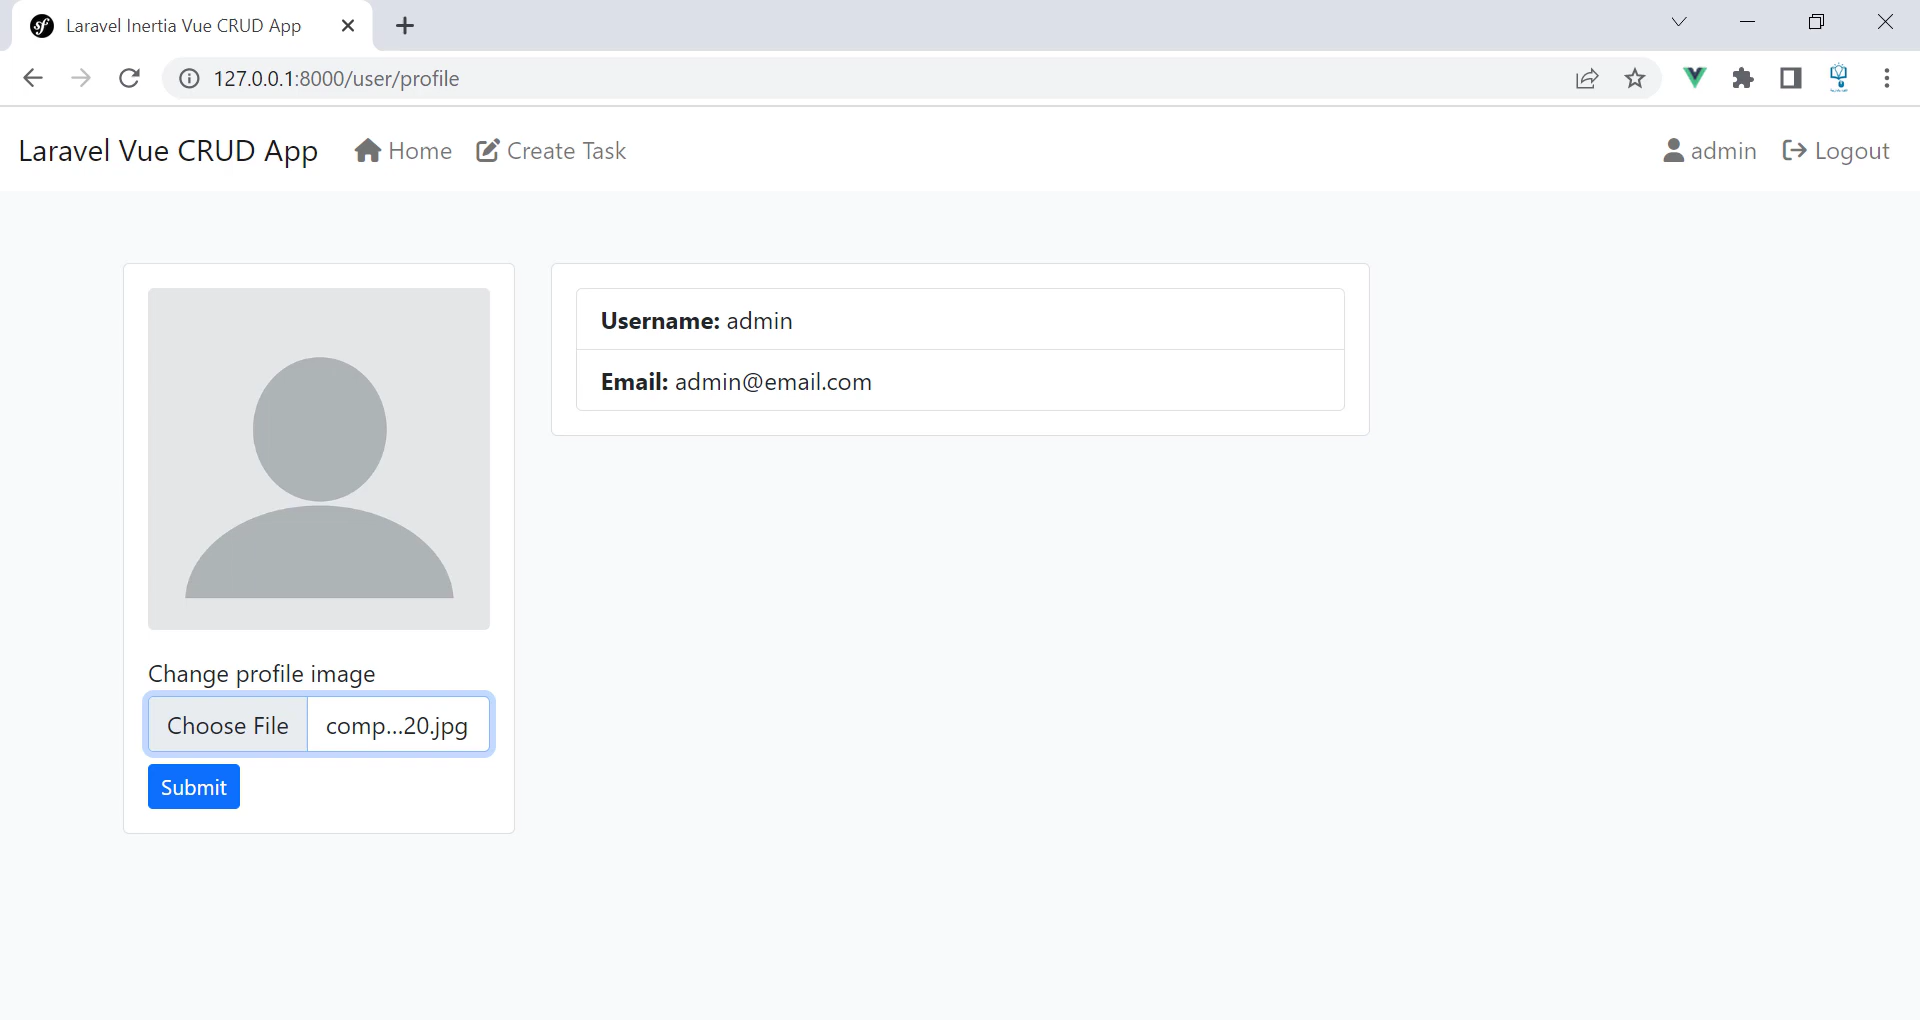 Laravel Inertia Vue CRUD App
127.0.0.1:8000/user/profile
Laravel Vue CRUD App Home Create Task admin Logout
Username: admin
Email: admin@email.com
Change profile image
Choose File comp...20.jpg
Submit